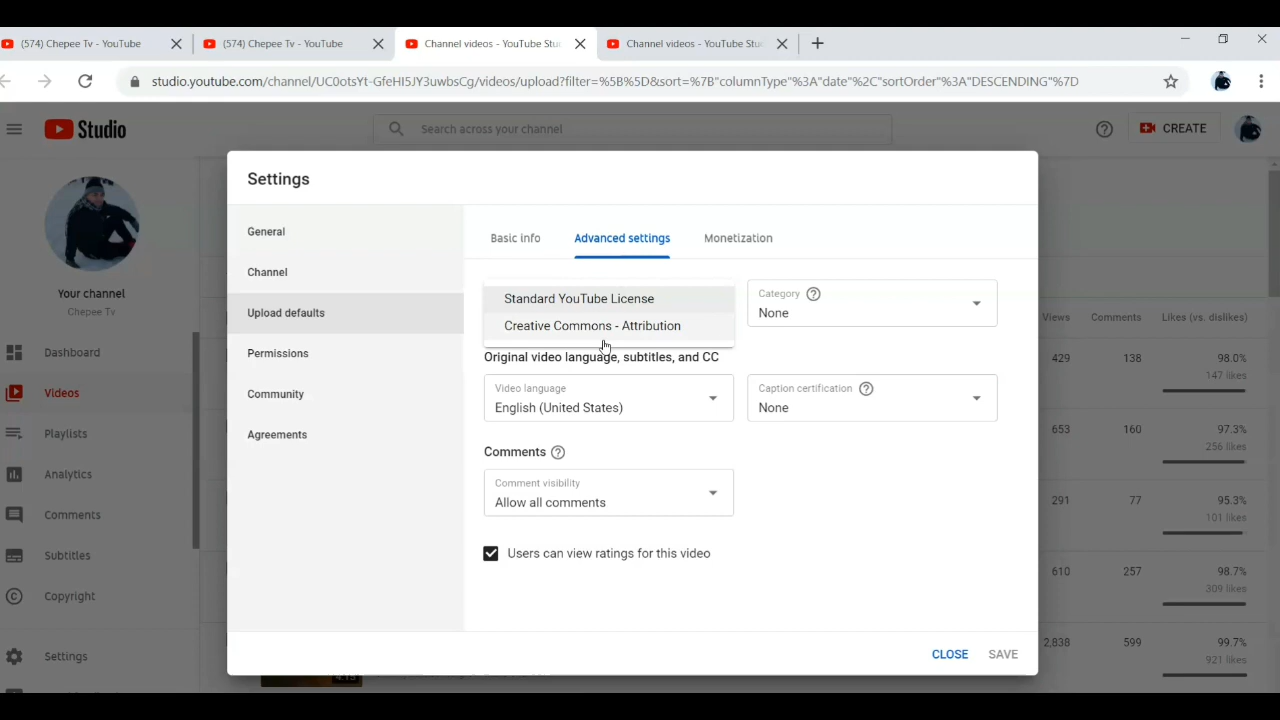 (574) Chepee Tv - YouTube
(574) Chepee Tv - YouTube
Channel videos - YouTube Stu
Channel videos - YouTube Stu
studio.youtube.com/channel/UC0otsYt-GfeHI5JY3uwbsCg/videos/upload?filter=%5B%5D&sort=%7B"columnType"%3A"date"%2C"sortOrder"%3A"DESCENDING"%7D
Studio
Search across your channel
CREATE
Your channel
Chepee Tv
Dashboard
Videos
Playlists
Analytics
Comments
Subtitles
Copyright
Settings
Settings
General
Channel
Upload defaults
Permissions
Community
Agreements
Basic info
Advanced settings
Monetization
Standard YouTube License
Creative Commons - Attribution
Category
None
Original video language, subtitles, and CC
Video language
English (United States)
Caption certification
None
Comments
Comment visibility
Allow all comments
Users can view ratings for this video
CLOSE
SAVE
Views Comments Likes (vs. dislikes)
429 138 98.0%
147 likes
653 160 97.3%
256 likes
291 77 95.3%
101 likes
610 257 98.7%
309 likes
2,838 599 99.7%
921 likes
4:15